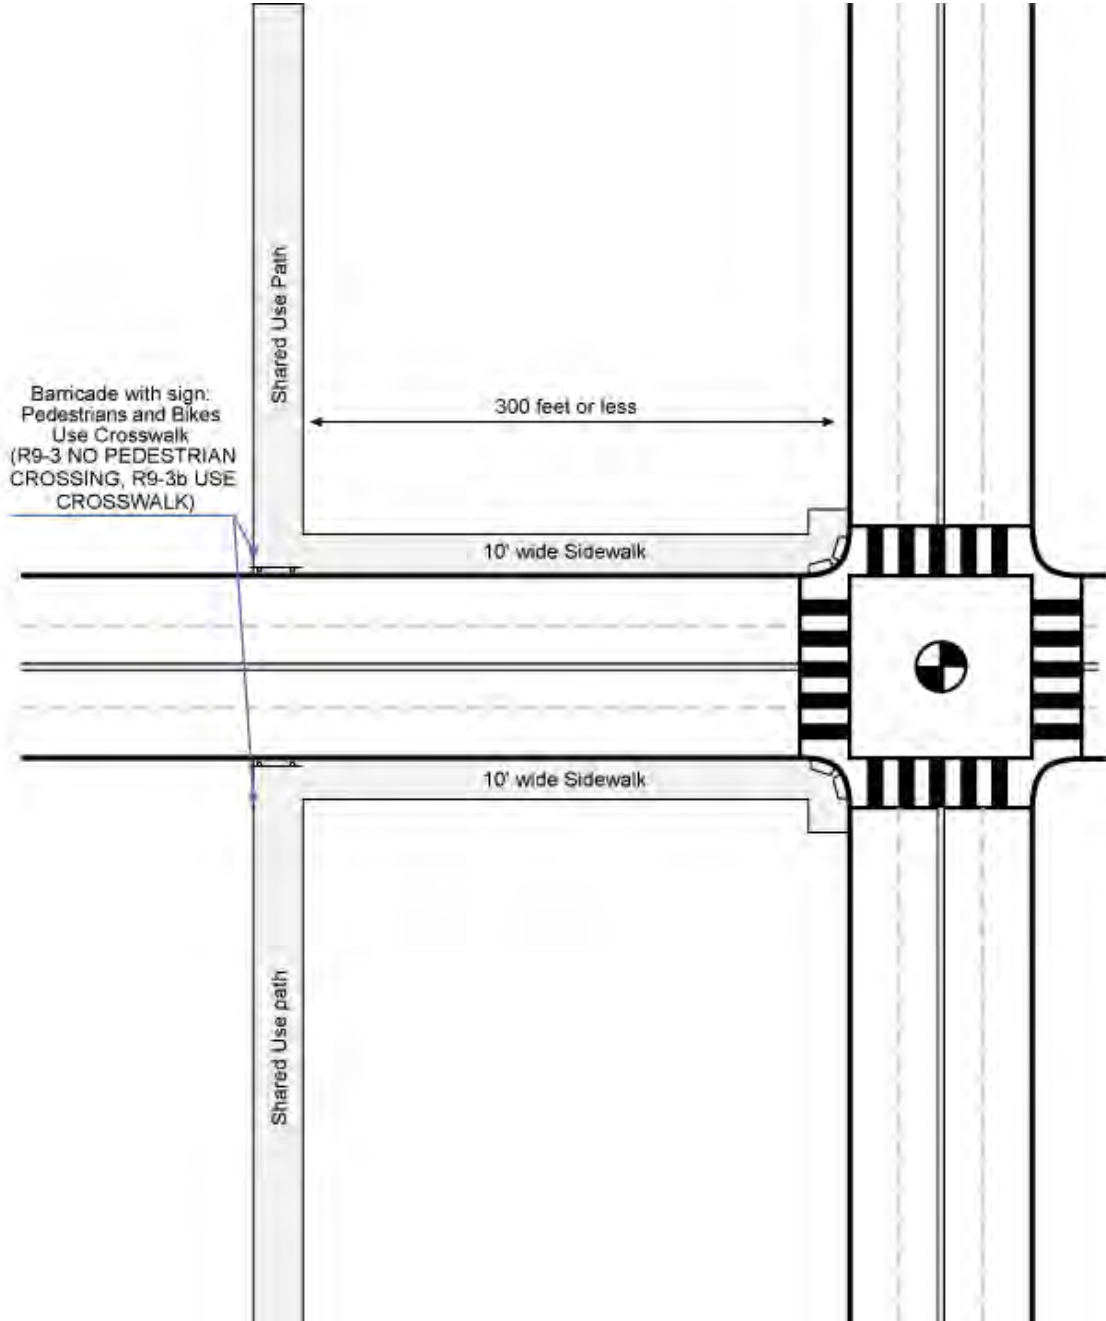 Shared Use Path
Barricade with sign:
Pedestrians and Bikes
Use Crosswalk
(R9-3 NO PEDESTRIAN
CROSSING, R9-3b USE
CROSSWALK)
300 feet or less
10' wide Sidewalk
10' wide Sidewalk
Shared Use path